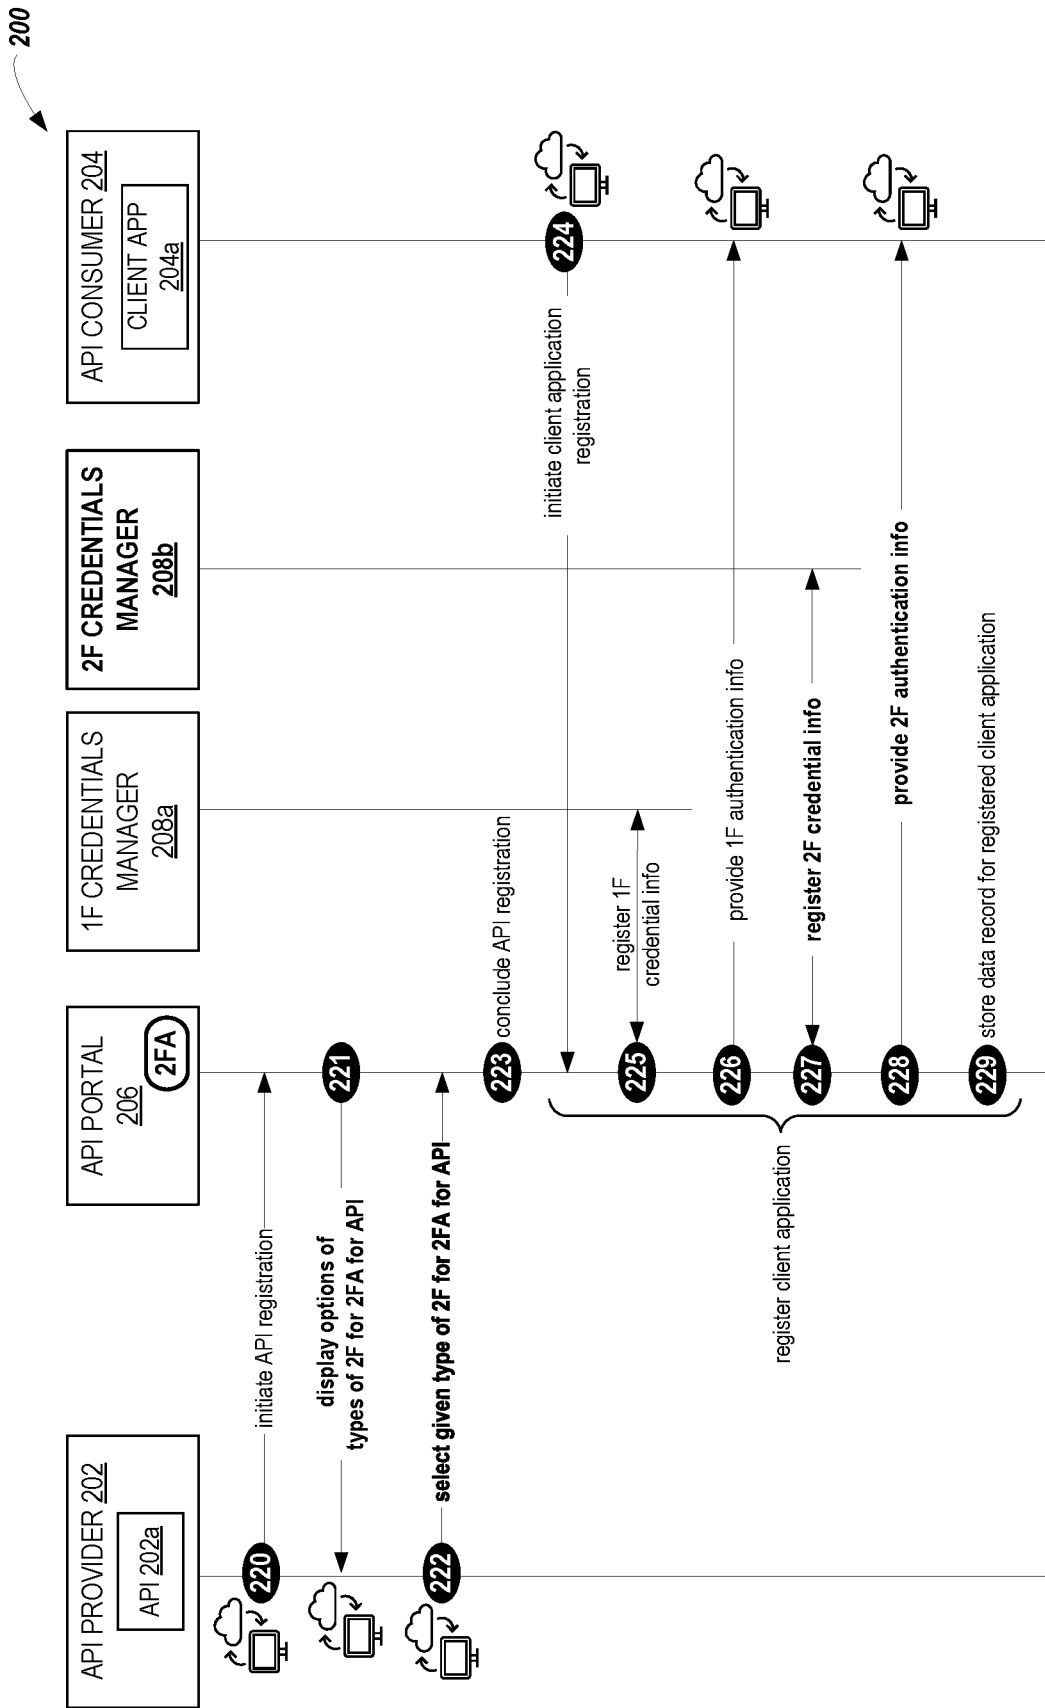 200
API PROVIDER 202
API 202a
API PORTAL
206
2FA
1F CREDENTIALS
MANAGER
208a
2F CREDENTIALS
MANAGER
208b
API CONSUMER 204
CLIENT APP
204a
220
initiate API registration
221
display options of
types of 2F for 2FA for API
222
select given type of 2F for 2FA for API
223
conclude API registration
224
initiate client application
registration
225
register 1F
credential info
226
provide 1F authentication info
227
register 2F credential info
228
provide 2F authentication info
229
store data record for registered client application
register client application